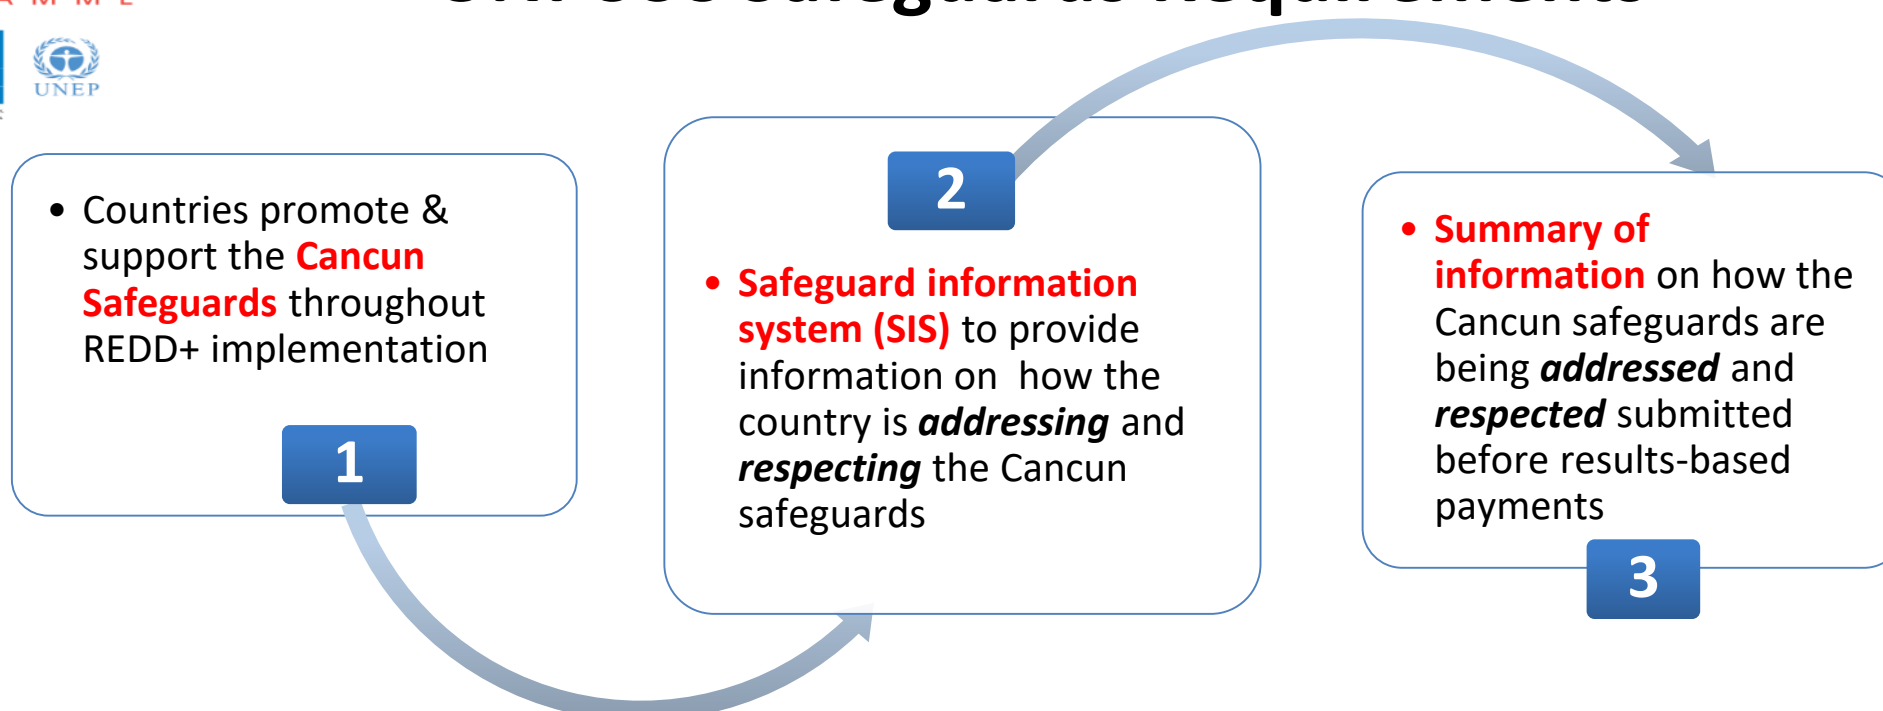 Safeguards Requirements
UNEP
• Countries promote &
support the Cancun
Safeguards throughout
REDD+ implementation
1
2
• Safeguard information
system (SIS) to provide
information on how the
country is addressing and
respecting the Cancun
safeguards
• Summary of
information on how the
Cancun safeguards are
being addressed and
respected submitted
before results-based
payments
3